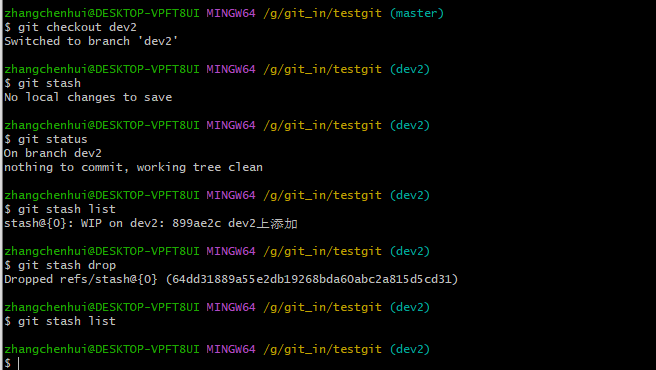 zhangchenhui@DESKTOP-VPFT8UI MINGW64 /g/git_in/testgit (master)
$ git checkout dev2
Switched to branch 'dev2'
zhangchenhui@DESKTOP-VPFT8UI MINGW64 /g/git_in/testgit (dev2)
$ git stash
No local changes to save
zhangchenhui@DESKTOP-VPFT8UI MINGW64 /g/git_in/testgit (dev2)
$ git status
On branch dev2
nothing to commit, working tree clean
zhangchenhui@DESKTOP-VPFT8UI MINGW64 /g/git_in/testgit (dev2)
$ git stash list
stash@{0}: WIP on dev2: 899ae2c dev2上添加
zhangchenhui@DESKTOP-VPFT8UI MINGW64 /g/git_in/testgit (dev2)
$ git stash drop
Dropped refs/stash@{0} (64dd31889a55e2db19268bda60abc2a815d5cd31)
zhangchenhui@DESKTOP-VPFT8UI MINGW64 /g/git_in/testgit (dev2)
$ git stash list
zhangchenhui@DESKTOP-VPFT8UI MINGW64 /g/git_in/testgit (dev2)
$